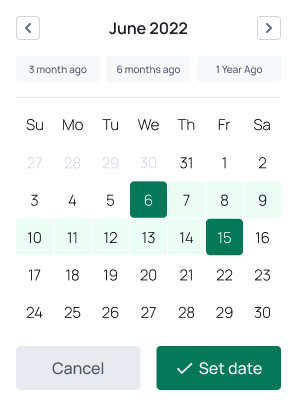 June 2022
3 month ago 6 months ago 1 Year Ago
Su Mo Tu We Th Fr Sa
27 28 29 30 31 1 2
3 4 5 6 7 8 9
10 11 12 13 14 15 16
17 18 19 20 21 22 23
24 25 26 27 28 29 30
Cancel Set date